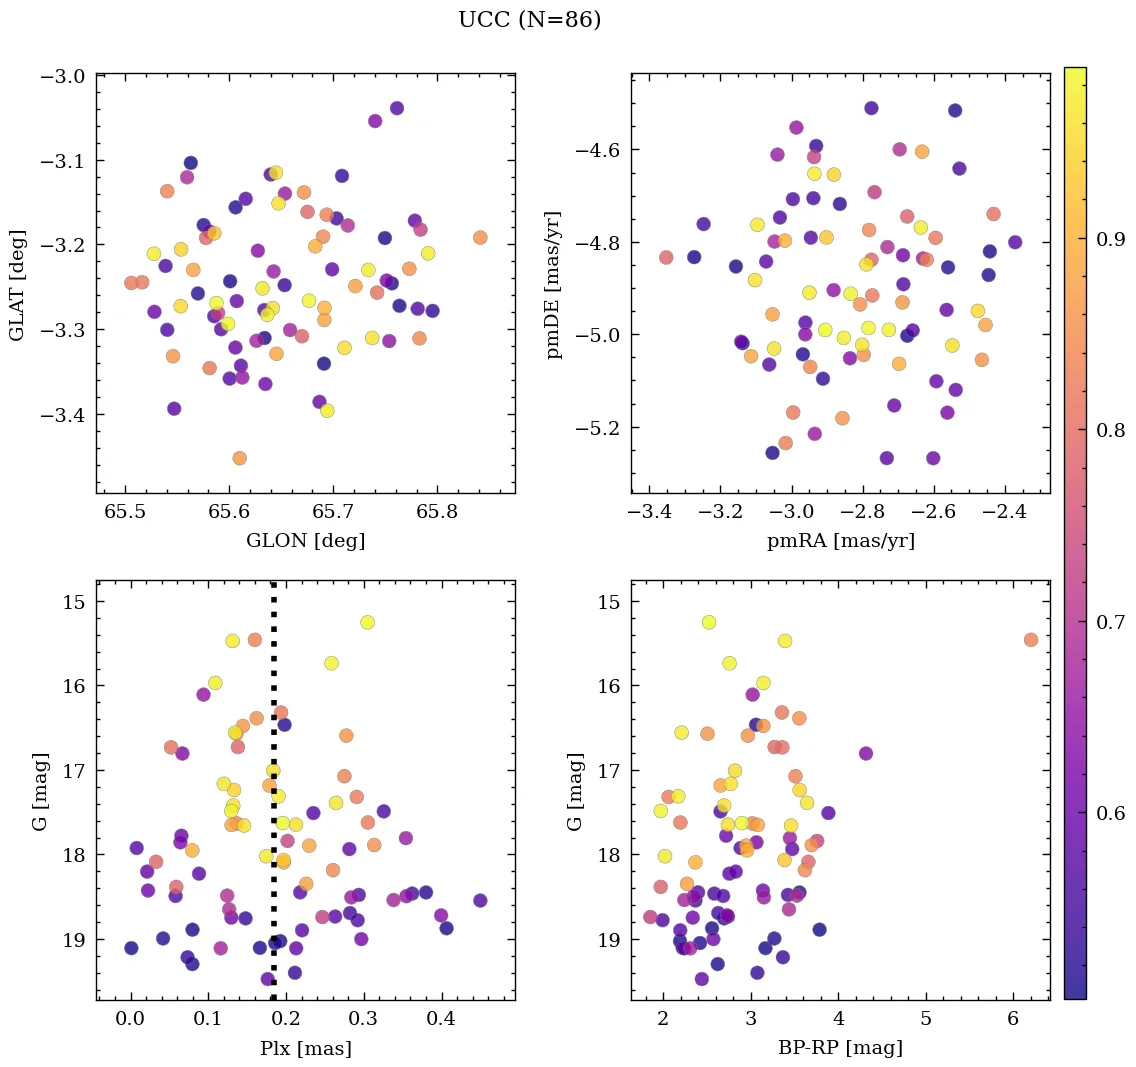 UCC (N=86)
−3.0
−3.1
−3.2
−3.3
−3.4
GLAT [deg]
65.5 65.6 65.7 65.8
GLON [deg]
−4.6
−4.8
−5.0
−5.2
pmDE [mas/yr]
−3.4 −3.2 −3.0 −2.8 −2.6 −2.4
pmRA [mas/yr]
0.9
0.8
0.7
0.6
15
16
17
18
19
G [mag]
0.0 0.1 0.2 0.3 0.4
Plx [mas]
15
16
17
18
19
G [mag]
2 3 4 5 6
BP-RP [mag]